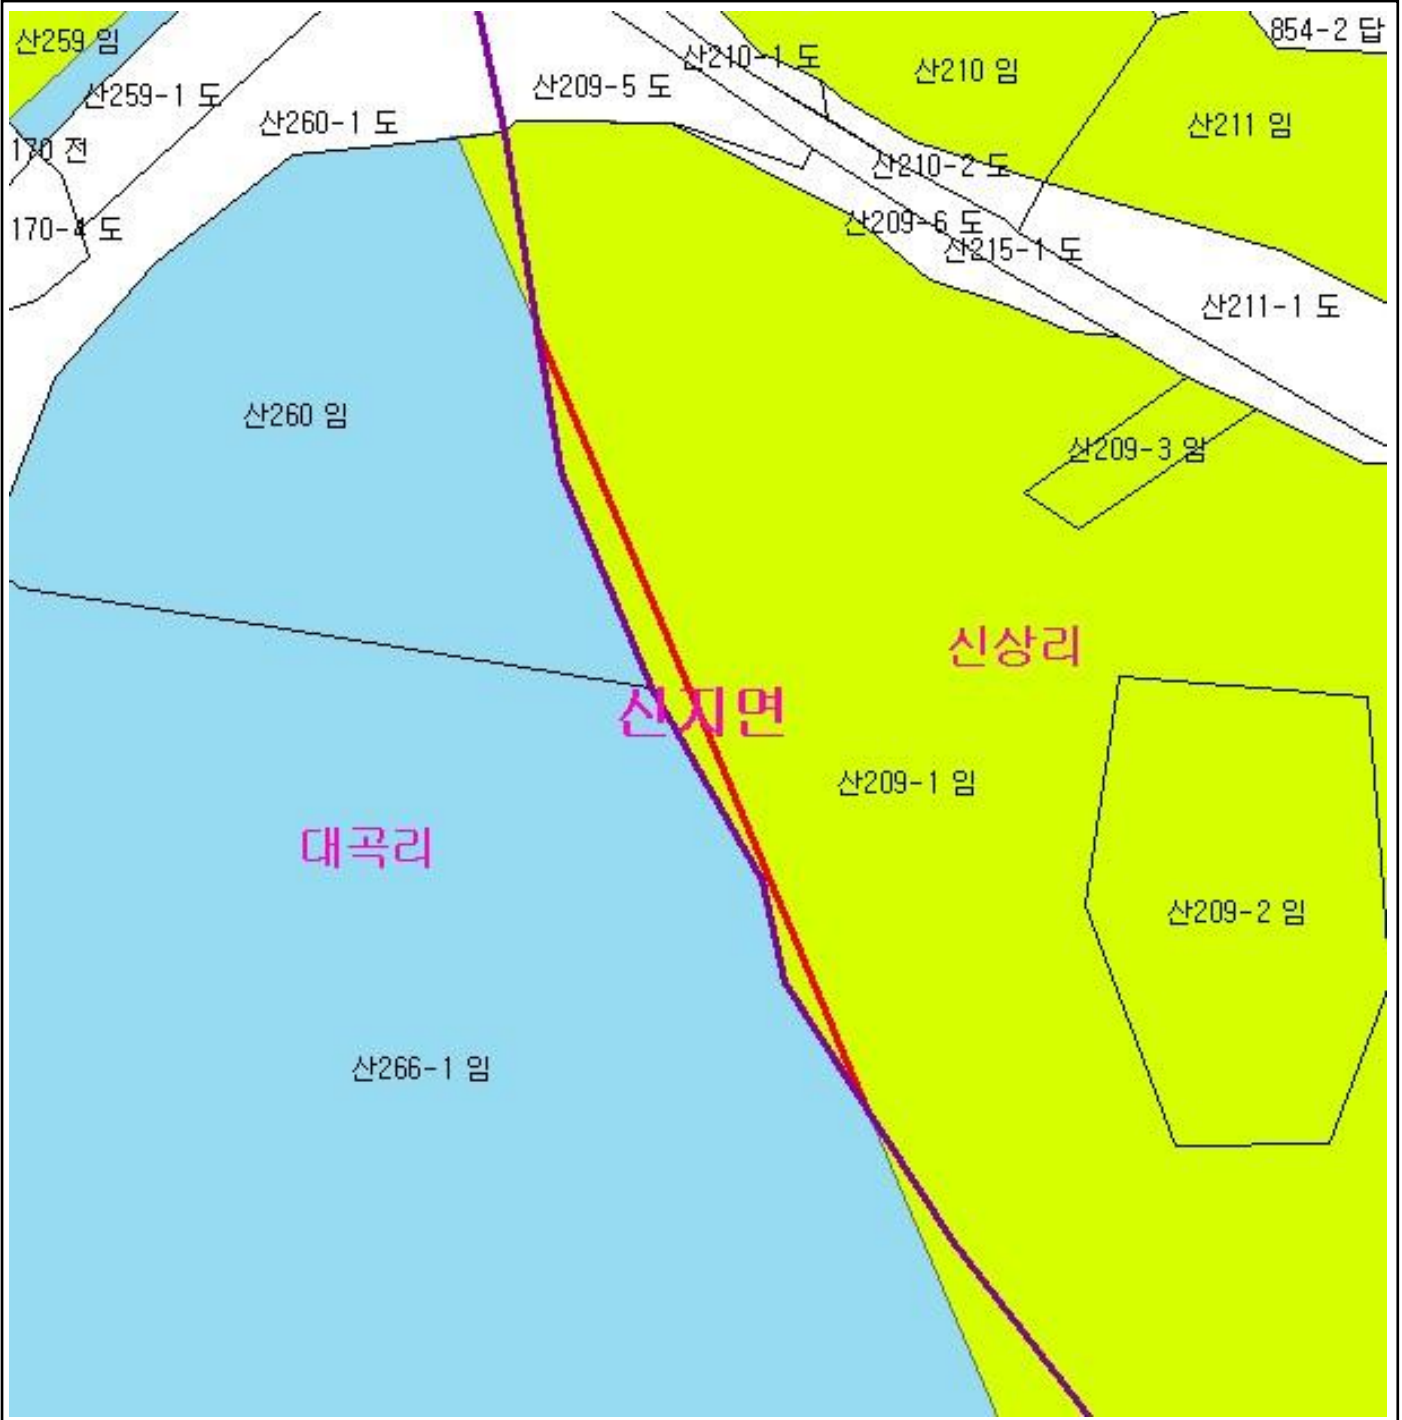 854-2 답
산259 임
산210-1 도
산210 임
산209-5 도
산259-1 도
산260-1 도
산211 임
170 전
산210-2 도
170-4 도
산209-6 도
산215-1 도
산211-1 도
산260 임
산209-3 임
신상리
신지면
산209-1 임
대곡리
산209-2 임
산266-1 임